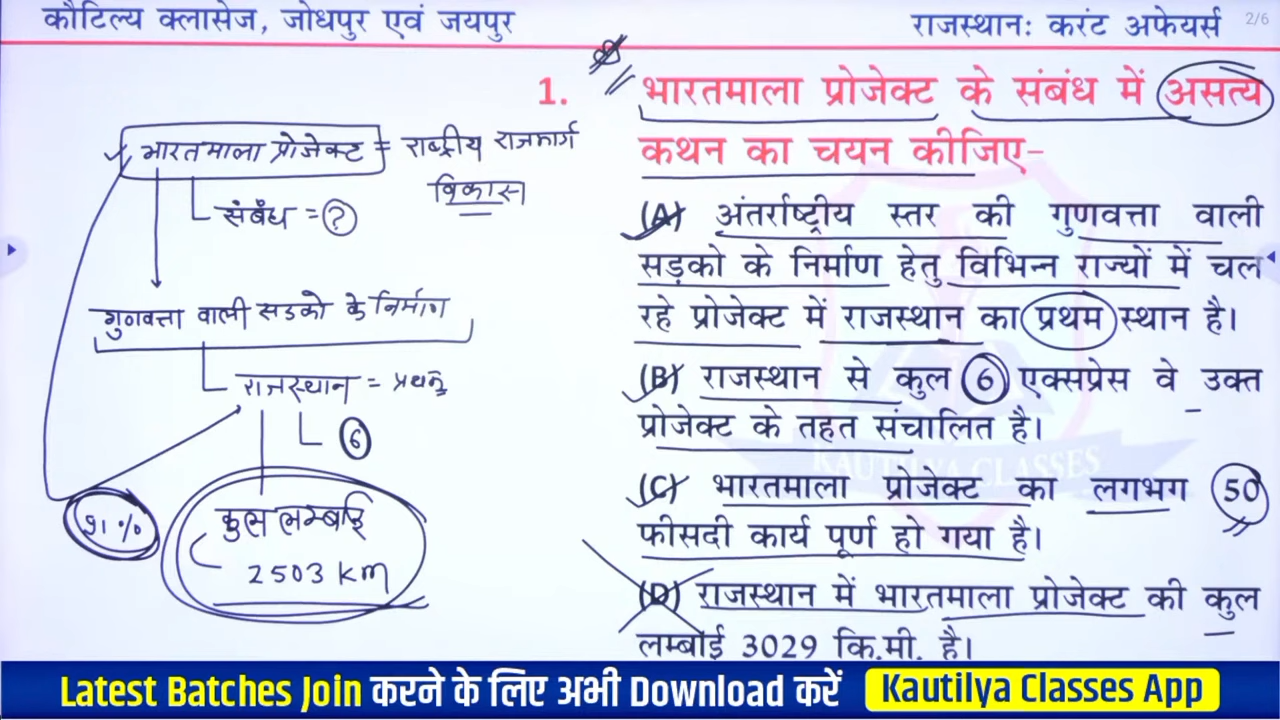 कौटिल्य क्लासेज, जोधपुर एवं जयपुर
राजस्थानः करंट अफेयर्स
2/6
1. भारतमाला प्रोजेक्ट के संबंध में असत्य
कथन का चयन कीजिए-
(A) अंतर्राष्ट्रीय स्तर की गुणवत्ता वाली
सड़को के निर्माण हेतु विभिन्न राज्यों में चल
रहे प्रोजेक्ट में राजस्थान का प्रथम स्थान है।
(B) राजस्थान से कुल 6 एक्सप्रेस वे उक्त
प्रोजेक्ट के तहत संचालित है।
(C) भारतमाला प्रोजेक्ट का लगभग 50
फीसदी कार्य पूर्ण हो गया है।
(D) राजस्थान में भारतमाला प्रोजेक्ट की कुल
लम्बाई 3029 कि.मी. है।
भारतमाला प्रोजेक्ट = राष्ट्रीय राजमार्ग
विकास
संबंध = ?
गुणवत्ता वाली सडको के निर्माण
राजस्थान = प्रथम
6
कुल लम्बाई
2503 KM
KAUTILYA CLASSES
Latest Batches Join करने के लिए अभी Download करें Kautilya Classes App